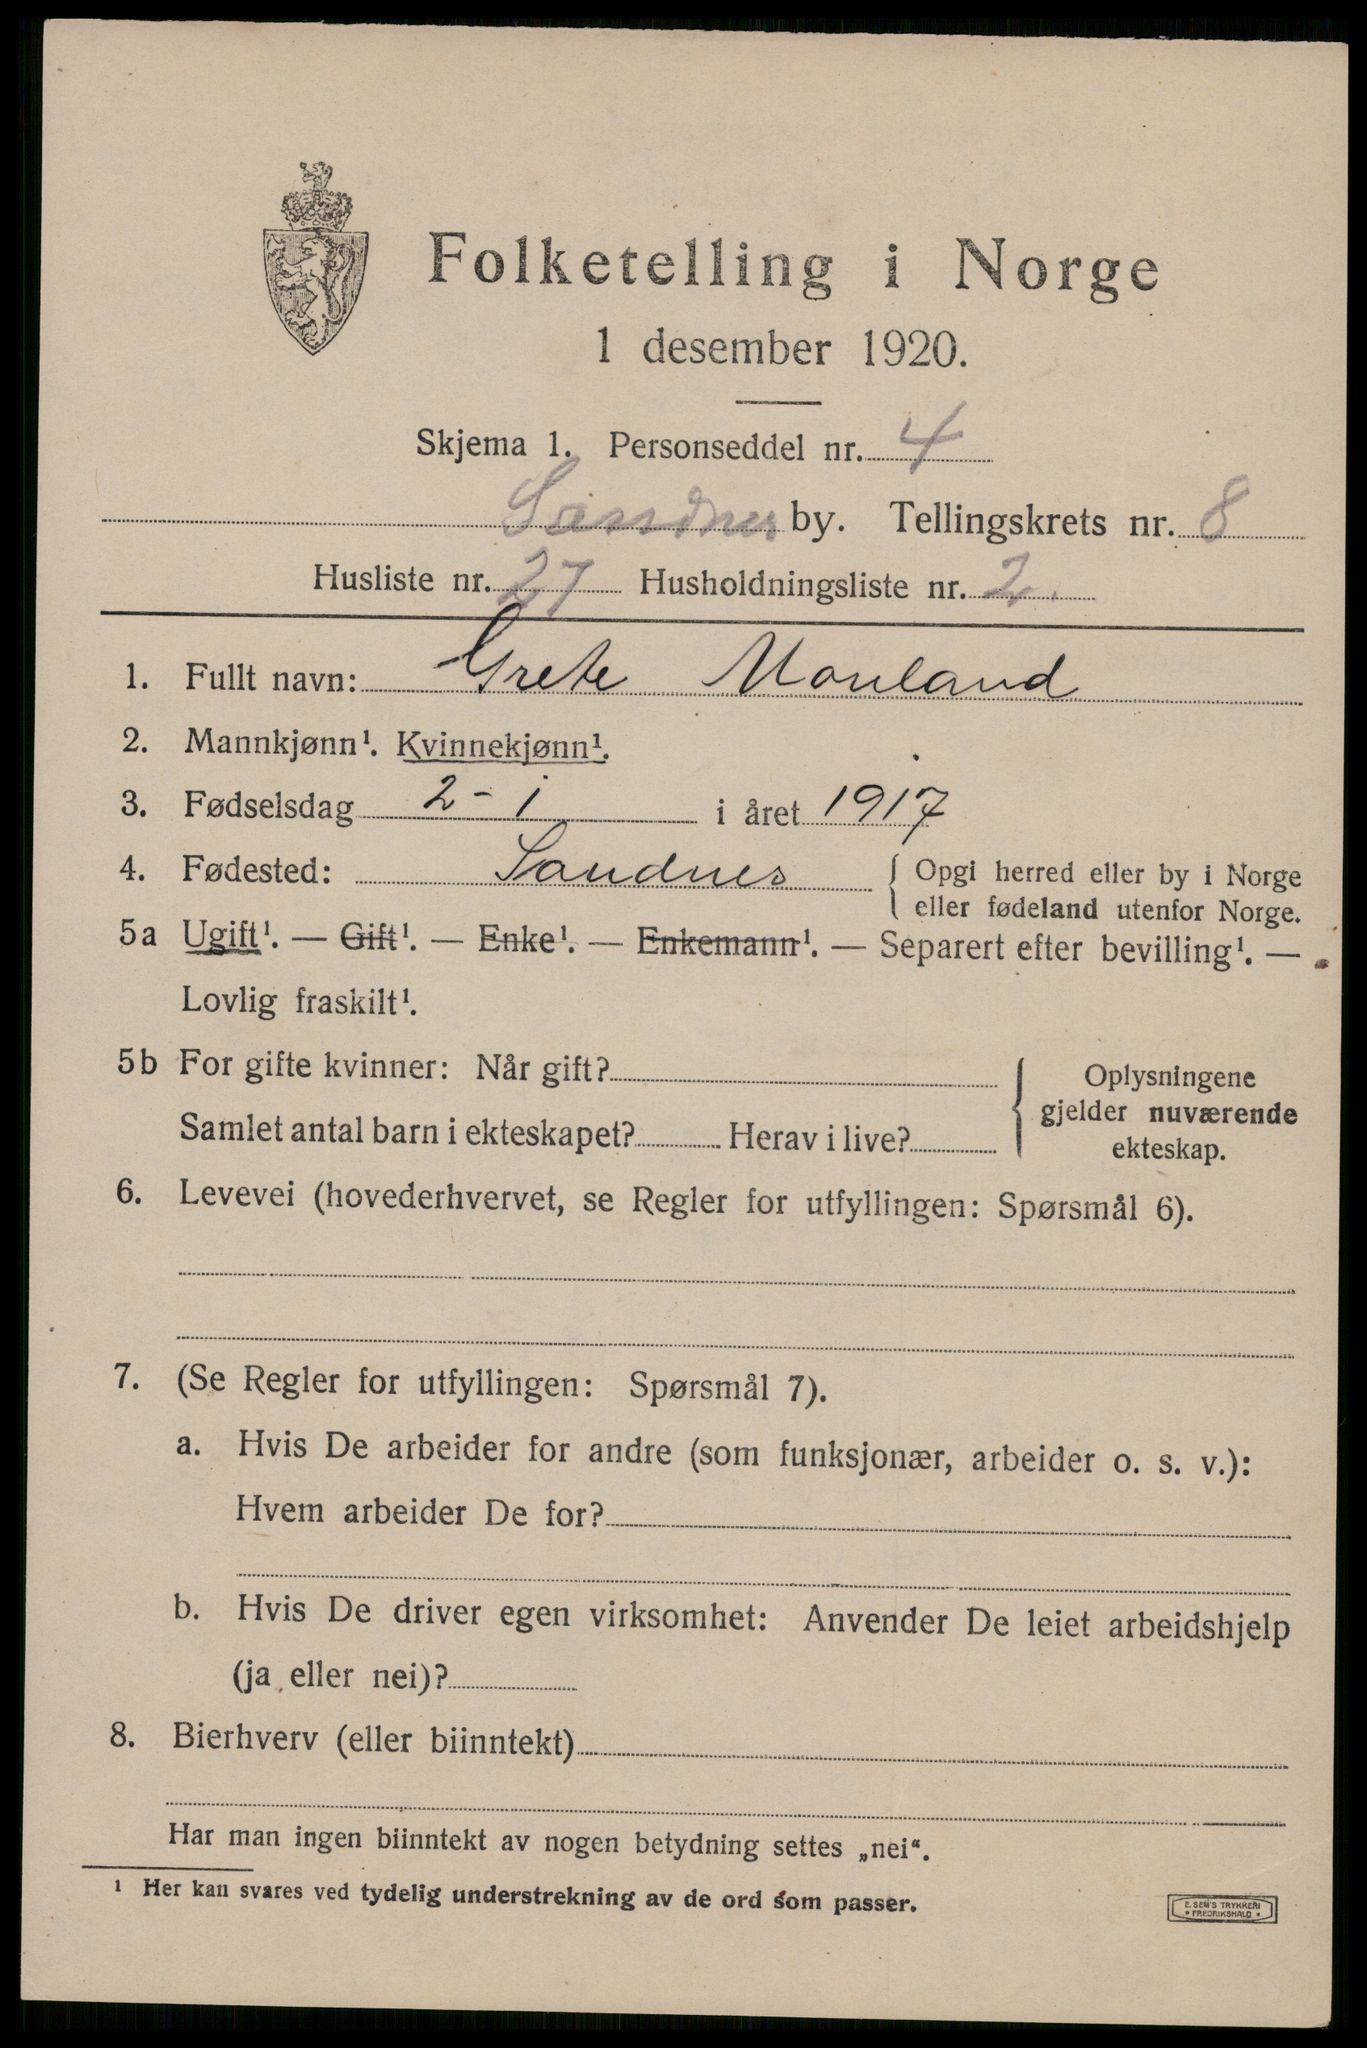 Folketelling i Norge
1 desember 1920.
Skjema 1. Personseddel nr. 4
Sandnes by. Tellingskrets nr. 8
Husliste nr. 27 Husholdningsliste nr. 2.
1. Fullt navn: Grete Mauland
2. Mannkjønn¹. Kvinnekjønn¹.
3. Fødselsdag 2-1 i året 1917
4. Fødested: Sandnes { Opgi herred eller by i Norge
eller fødeland utenfor Norge.
5a Ugift¹. — Gift¹. — Enke¹. — Enkemann¹. — Separert efter bevilling¹. —
Lovlig fraskilt¹.
5b For gifte kvinner: Når gift?
Samlet antal barn i ekteskapet? Herav i live?
{ Oplysningene
gjelder nuværende
ekteskap.
6. Levevei (hovederhvervet, se Regler for utfyllingen: Spørsmål 6).
7. (Se Regler for utfyllingen: Spørsmål 7).
a. Hvis De arbeider for andre (som funksjonær, arbeider o. s. v.):
Hvem arbeider De for?
b. Hvis De driver egen virksomhet: Anvender De leiet arbeidshjelp
(ja eller nei)?
8. Bierhverv (eller biinntekt)
Har man ingen biinntekt av nogen betydning settes „nei“.
¹ Her kan svares ved tydelig understrekning av de ord som passer.
E. SEM'S TRYKKERI
* FREDRIKSHALD *